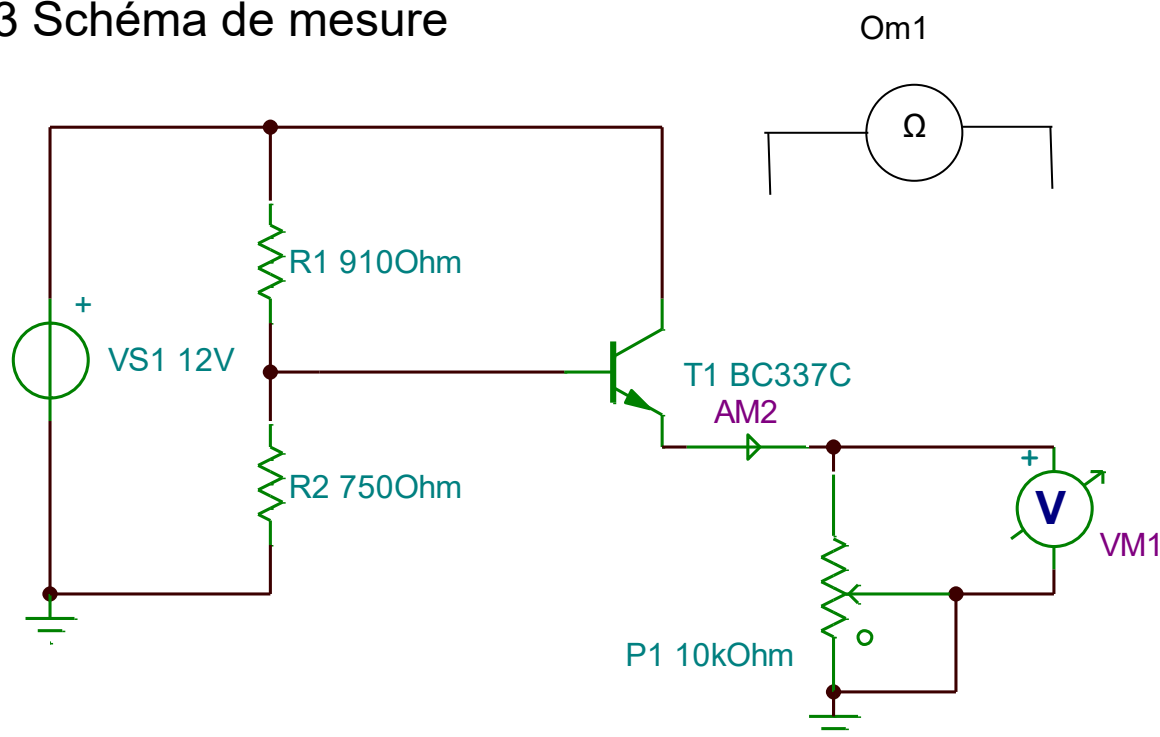 3 Schéma de mesure
Om1
Ω
R1 910Ohm
+
VS1 12V
T1 BC337C
AM2
+
R2 750Ohm
V
VM1
P1 10kOhm